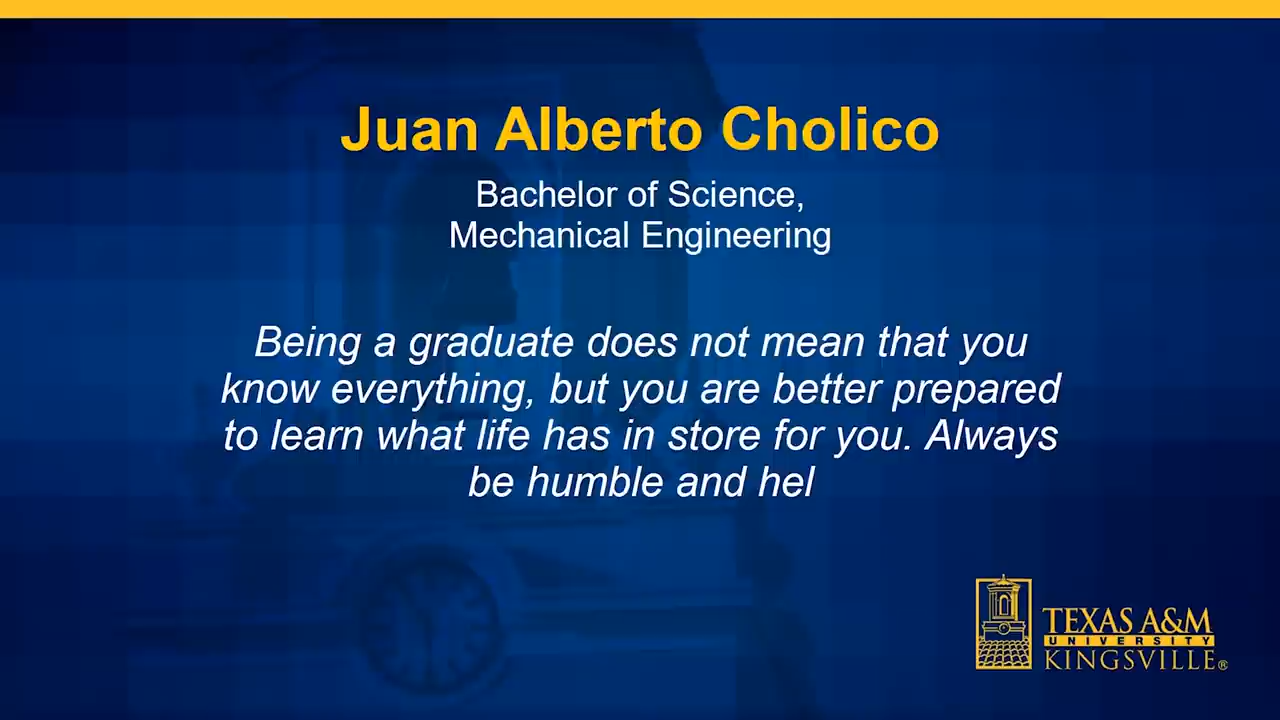 Juan Alberto Cholico
Bachelor of Science,
Mechanical Engineering
Being a graduate does not mean that you
know everything, but you are better prepared
to learn what life has in store for you. Always
be humble and hel
TEXAS A&M
UNIVERSITY
KINGSVILLE®